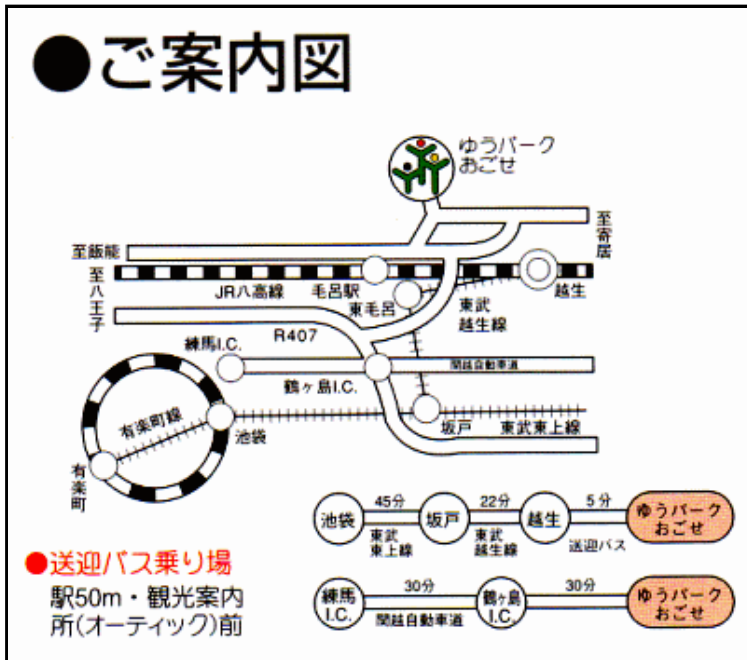 ●ご案内図
ゆうパーク
おごせ
至寄居
至飯能
至八王子
JR八高線
毛呂駅
東毛呂
東武
越生線
越生
R407
練馬I.C.
鶴ヶ島I.C.
関越自動車道
有楽町線
池袋
坂戸
東武東上線
有楽町
池袋
45分
東武
東上線
坂戸
22分
東武
越生線
越生
5分
送迎バス
ゆうパーク
おごせ
●送迎バス乗り場
駅50m・観光案内
所(オーティック)前
練馬
I.C.
30分
関越自動車道
鶴ヶ島
I.C.
30分
ゆうパーク
おごせ